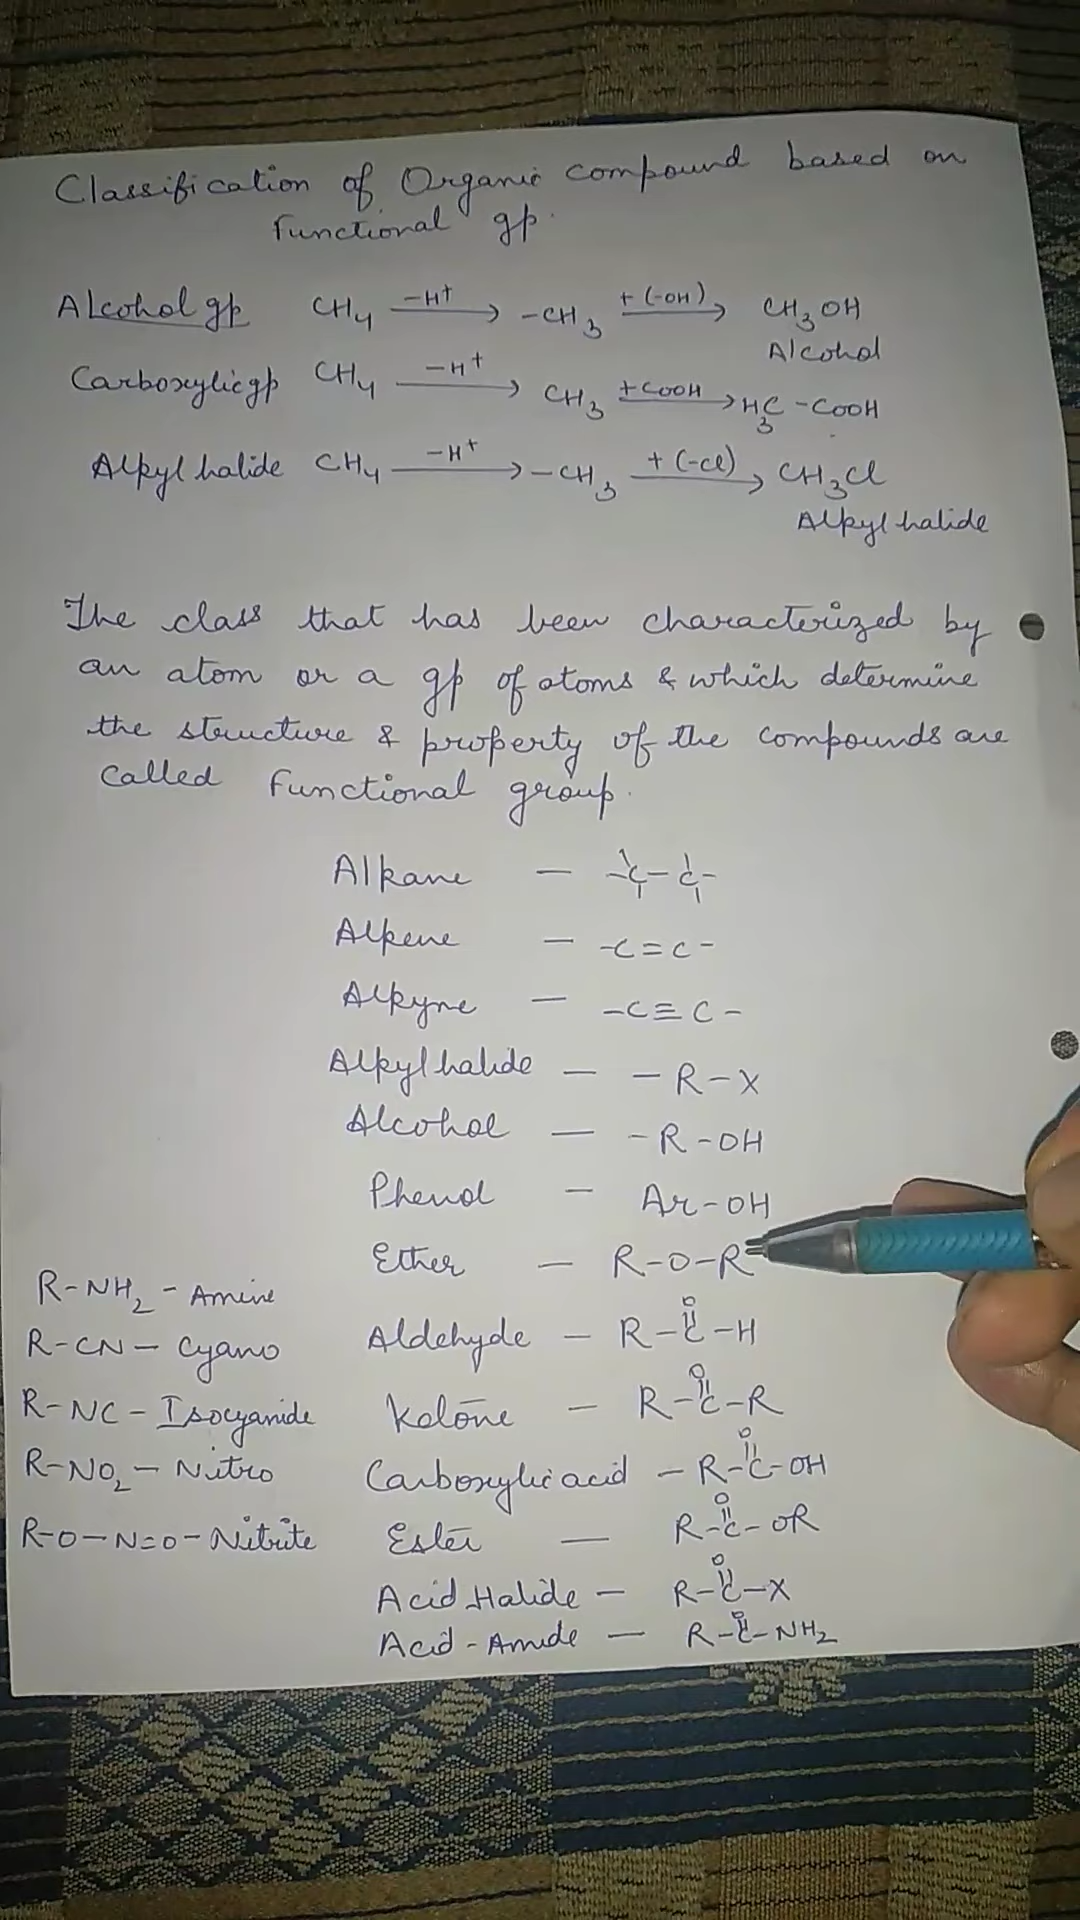 Classification of Organic compound based on
functional gp.
Alcohol gp CH4 –H+ → –CH3 + (–OH) → CH3OH
Alcohol
Carboxylic gp CH4 –H+ → CH3 +COOH → H3C –COOH
Alkyl halide CH4 –H+ → –CH3 + (–Cl) → CH3Cl
Alkyl halide
The class that has been characterized by
an atom or a gp of atoms & which determine
the structure & property of the compounds are
called functional group.
Alkane — –C–C–
Alkene — –C=C–
Alkyne — –C≡C–
Alkyl halide — –R–X
Alcohol — –R–OH
Phenol — Ar–OH
Ether — R–O–R
Aldehyde — R–C(=O)–H
Ketone — R–C(=O)–R
Carboxylic acid — R–C(=O)–OH
Ester — R–C(=O)–OR
Acid Halide — R–C(=O)–X
Acid-Amide — R–C(=O)–NH2
R–NH2 – Amine
R–CN – Cyano
R–NC – Isocyanide
R–NO2 – Nitro
R–O–N=O – Nitrite